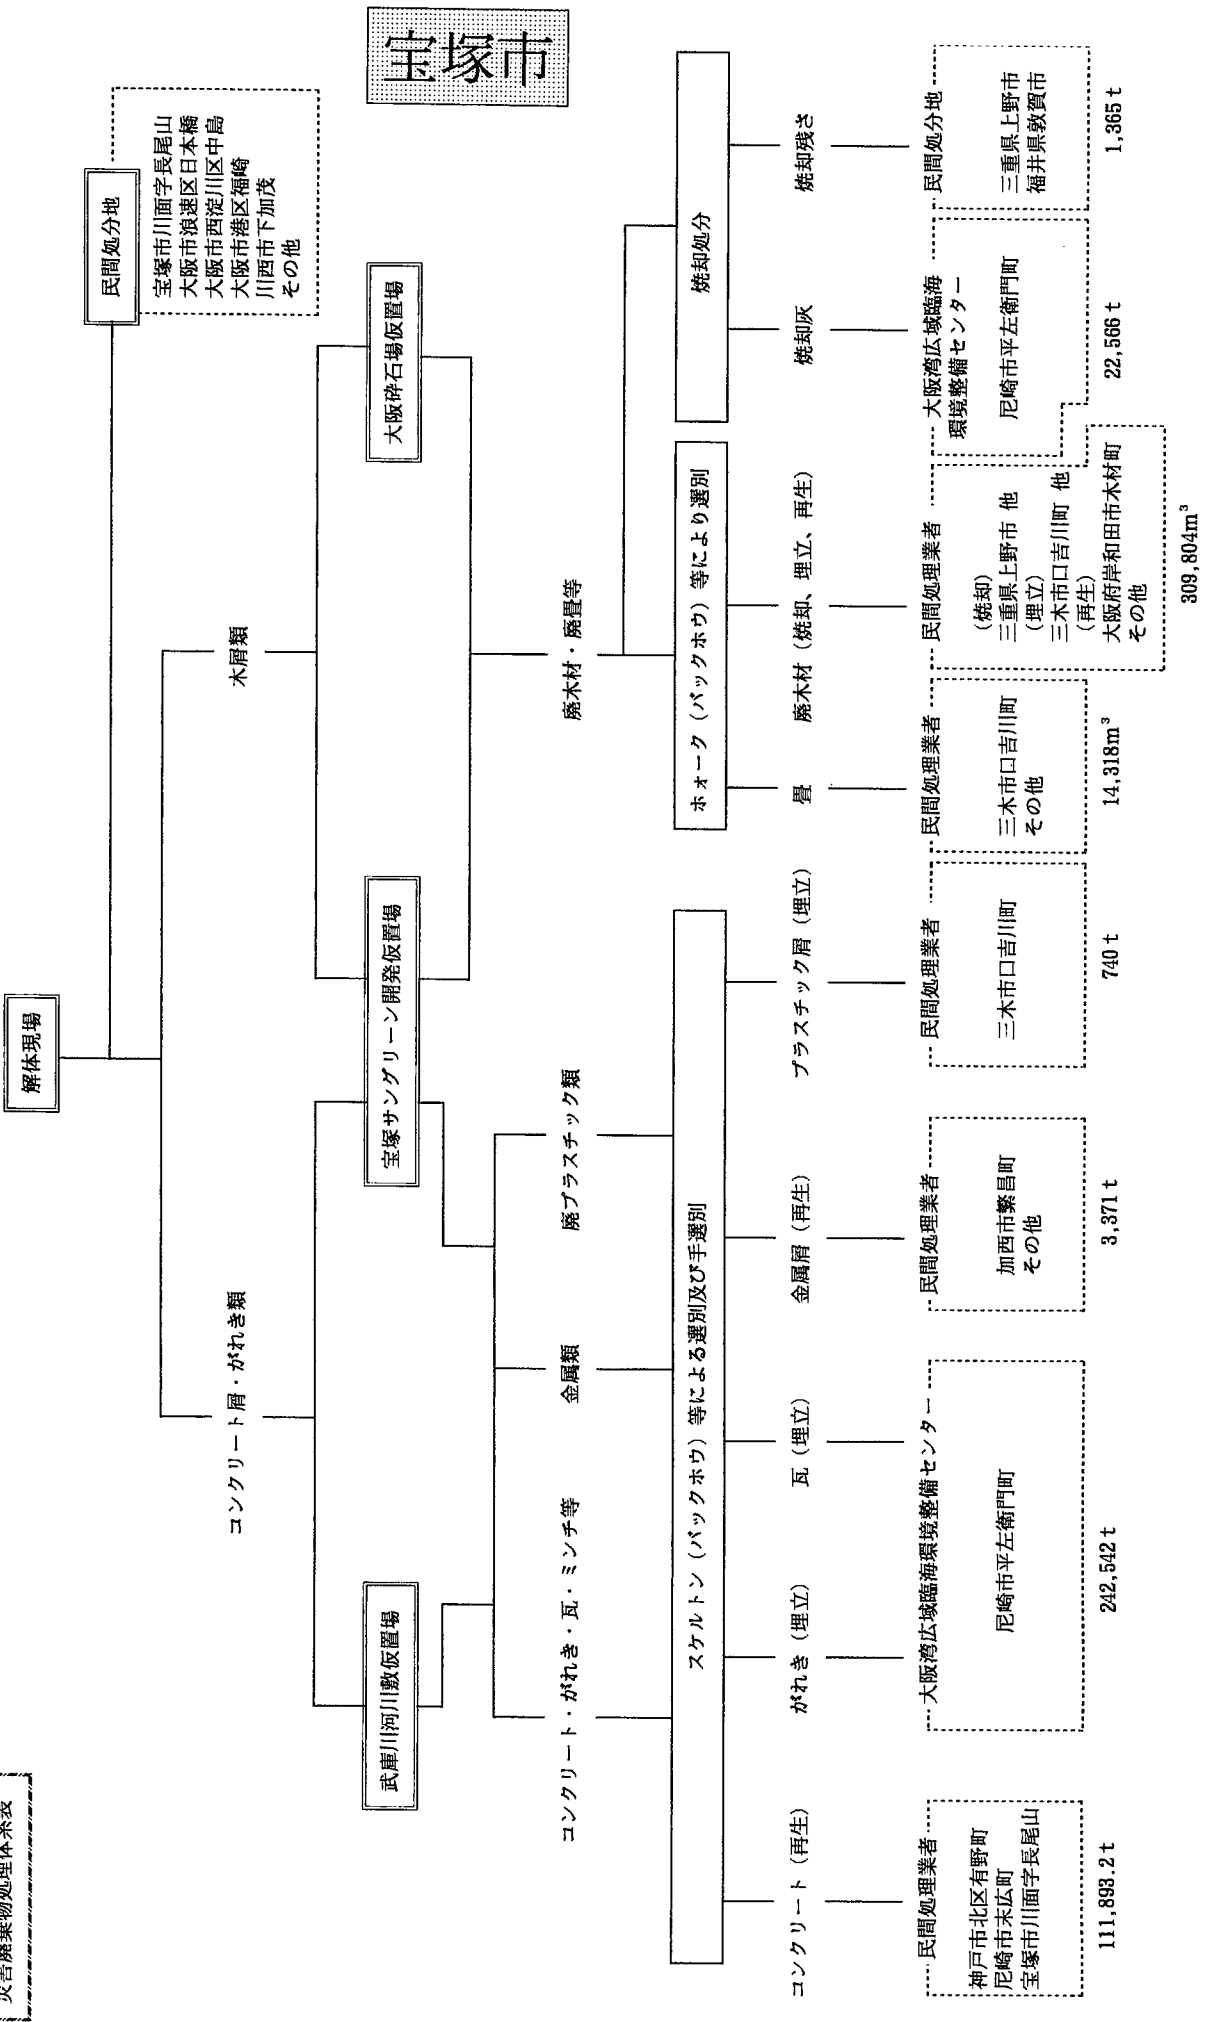 災害廃棄物処理体系表
宝塚市
解体現場
民間処分地
宝塚市川面字長尾山
大阪市浪速区日本橋
大阪市西淀川区中島
大阪市港区福崎
川西市下加茂
その他
コンクリート屑・がれき類
木屑類
武庫川河川敷仮置場
宝塚サングリーン開発仮置場
大阪砕石場仮置場
コンクリート・がれき・瓦・ミンチ等
金属類
廃プラスチック類
廃木材・廃畳等
スケルトン（バックホウ）等による選別及び手選別
ホォーク（バックホウ）等により選別
焼却処分
コンクリート（再生）
がれき（埋立）
瓦（埋立）
金属屑（再生）
プラスチック屑（埋立）
畳
廃木材（焼却、埋立、再生）
焼却灰
焼却残さ
民間処理業者
神戸市北区有野町
尼崎市末広町
宝塚市川面字長尾山
111,893.2 t
大阪湾広域臨海環境整備センター
尼崎市平左衛門町
242,542 t
民間処理業者
加西市繁昌町
その他
3,371 t
民間処理業者
三木市口吉川町
740 t
民間処理業者
三木市口吉川町
その他
14,318m³
民間処理業者
（焼却）
三重県上野市 他
（埋立）
三木市口吉川町 他
（再生）
大阪府岸和田市木材町
その他
309,804m³
大阪湾広域臨海
環境整備センター
尼崎市平左衛門町
22,566 t
民間処分地
三重県上野市
福井県敦賀市
1,365 t